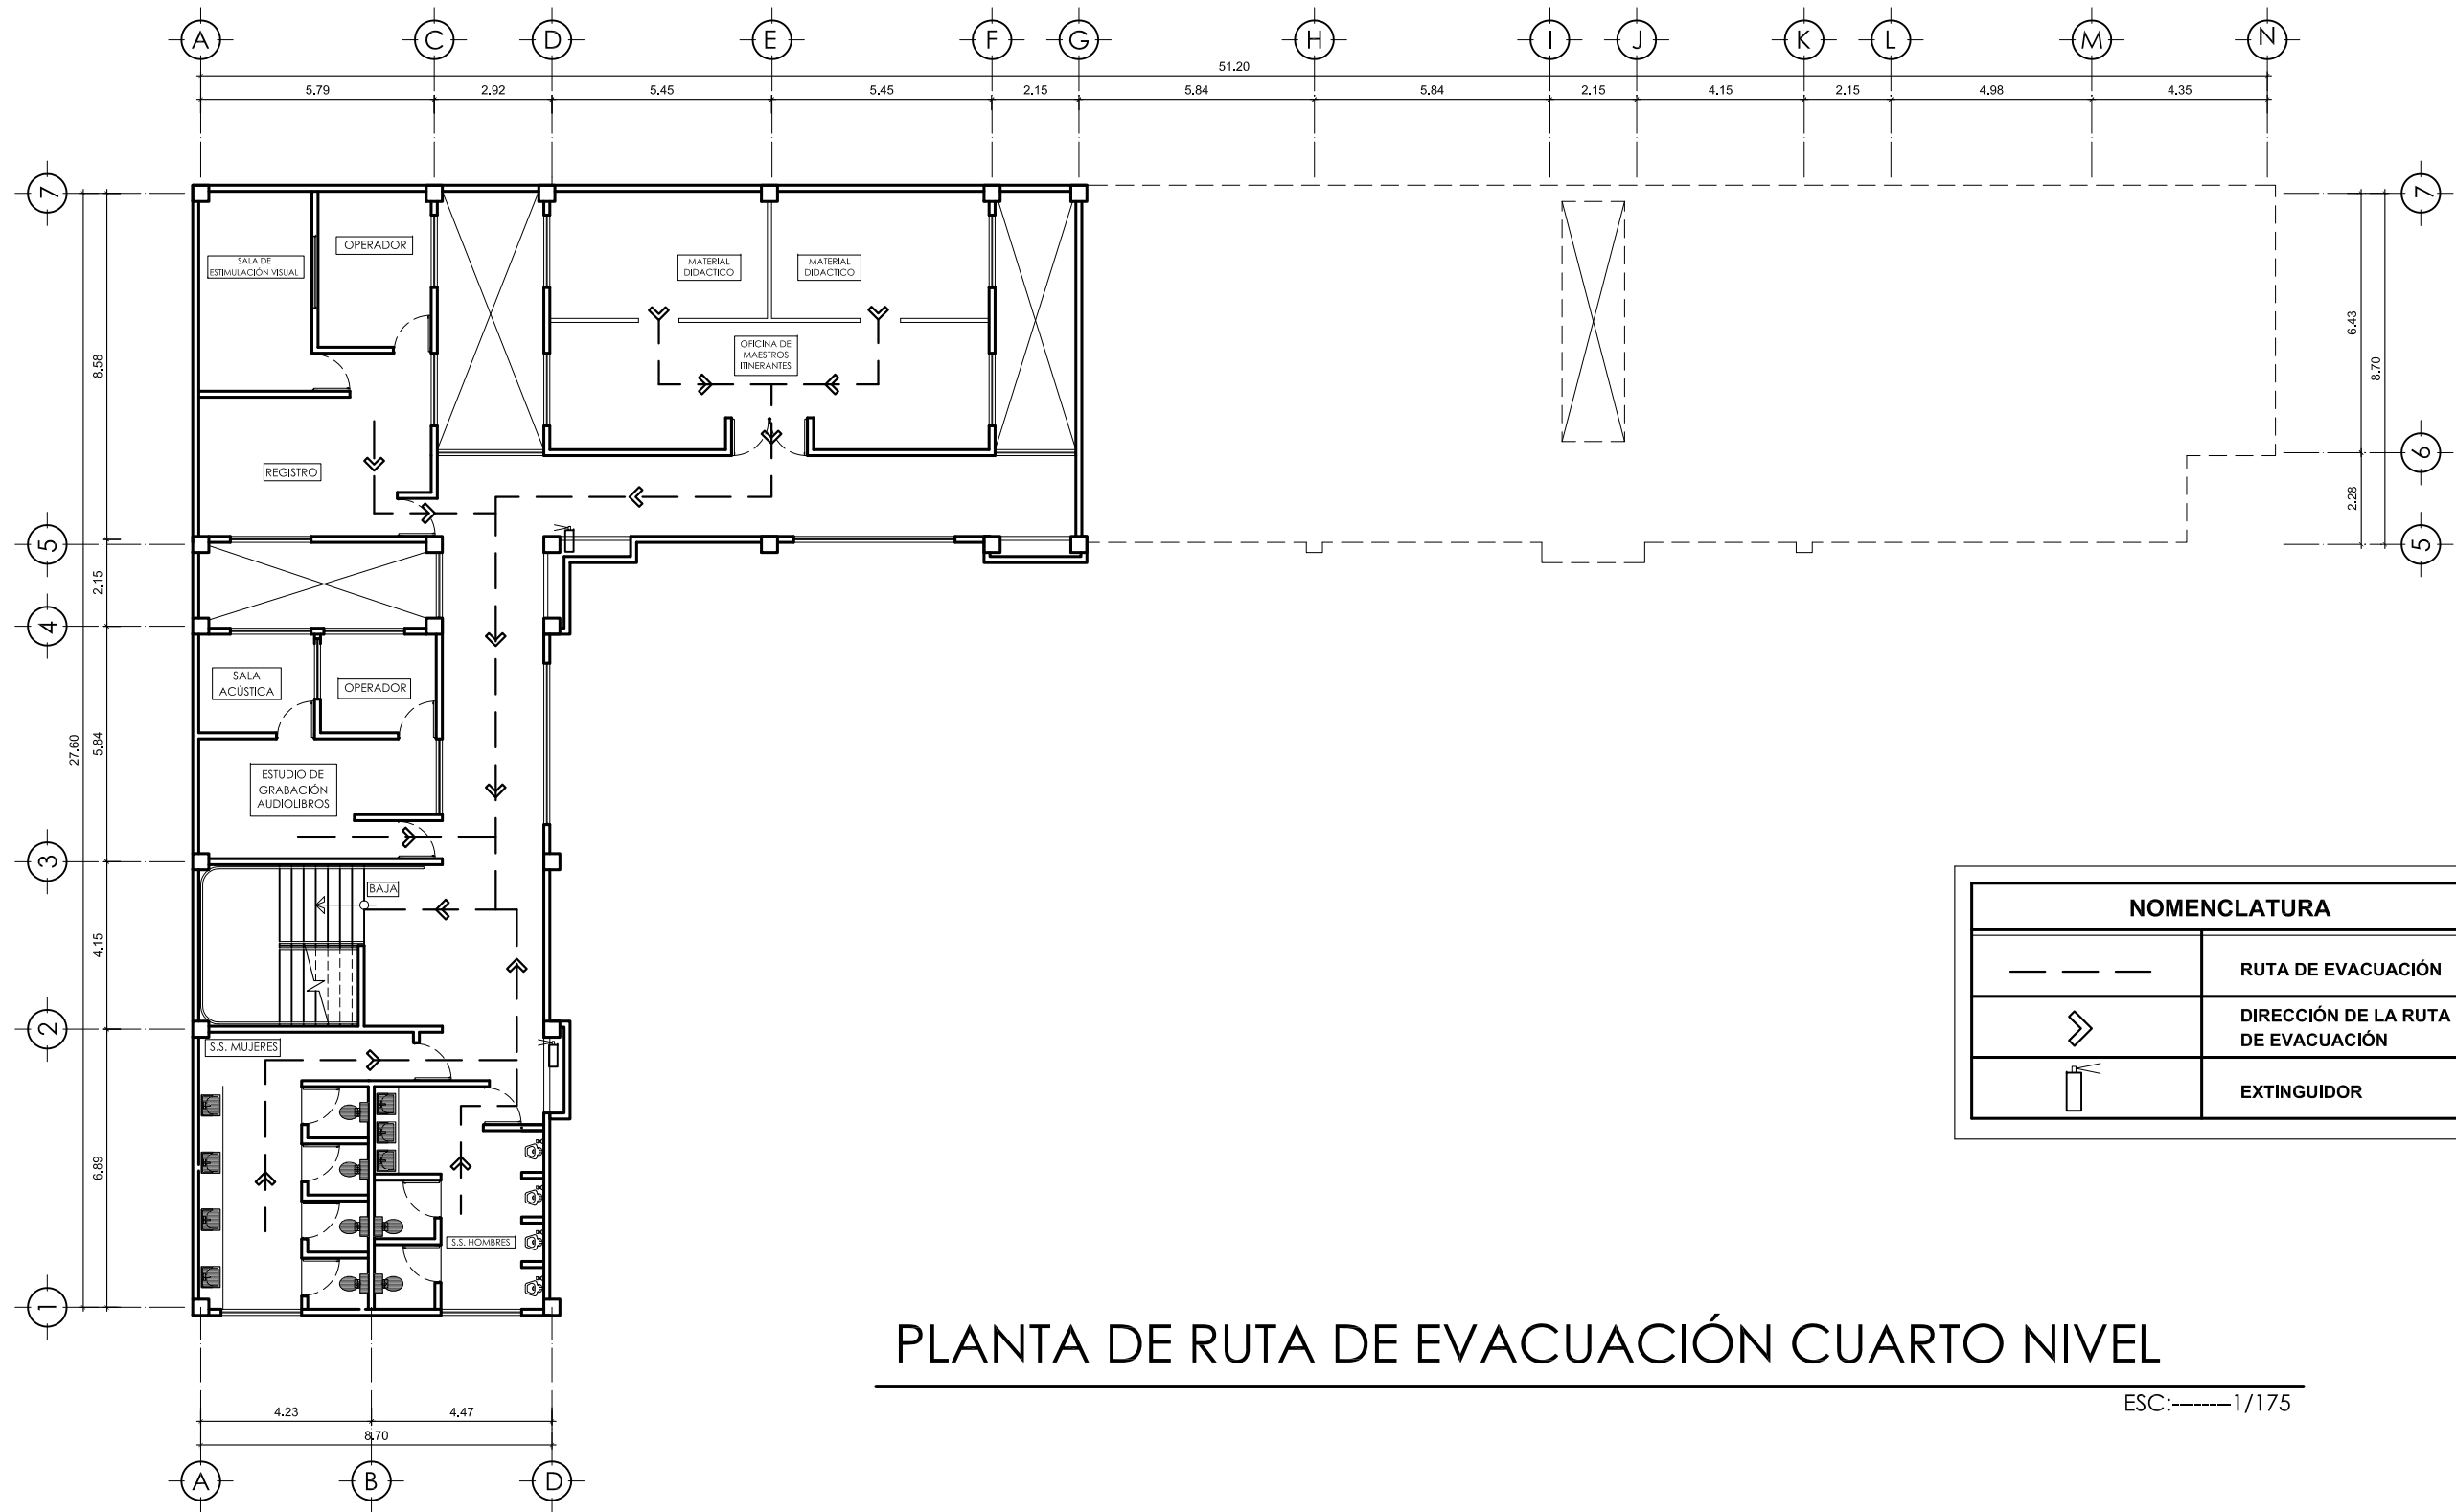 A C D E F G H I J K L M N
51.20
5.79 2.92 5.45 5.45 2.15 5.84 5.84 2.15 4.15 2.15 4.98 4.35
7
7
OPERADOR
SALA DE
ESTIMULACIÓN VISUAL
MATERIAL
DIDACTICO
MATERIAL
DIDACTICO
OFICINA DE
MAESTROS
ITINERANTES
6.43
8.70
8.58
REGISTRO
6
2.28
5
5
2.15
4
SALA
ACÚSTICA
OPERADOR
27.60
5.84
ESTUDIO DE
GRABACIÓN
AUDIOLIBROS
3
BAJA
4.15
2
S.S. MUJERES
6.89
S.S. HOMBRES
1
NOMENCLATURA
RUTA DE EVACUACIÓN
DIRECCIÓN DE LA RUTA
DE EVACUACIÓN
EXTINGUIDOR
PLANTA DE RUTA DE EVACUACIÓN CUARTO NIVEL
ESC:-------1/175
4.23 4.47
8.70
A B D